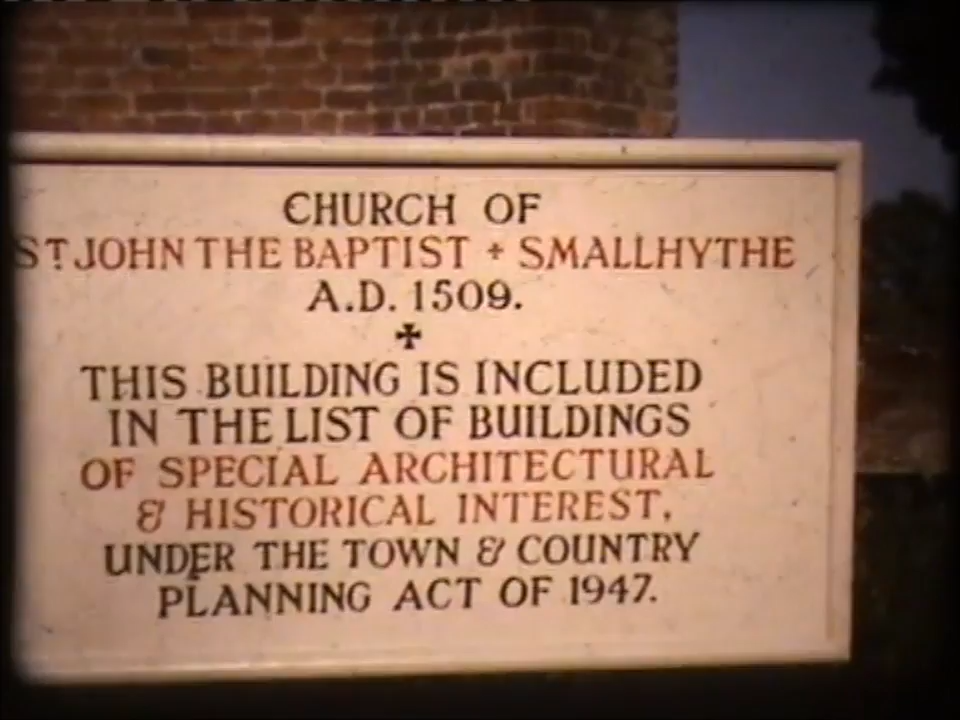 CHURCH OF
ST JOHN THE BAPTIST + SMALLHYTHE
A.D. 1509.
✠
THIS BUILDING IS INCLUDED
IN THE LIST OF BUILDINGS
OF SPECIAL ARCHITECTURAL
& HISTORICAL INTEREST,
UNDER THE TOWN & COUNTRY
PLANNING ACT OF 1947.